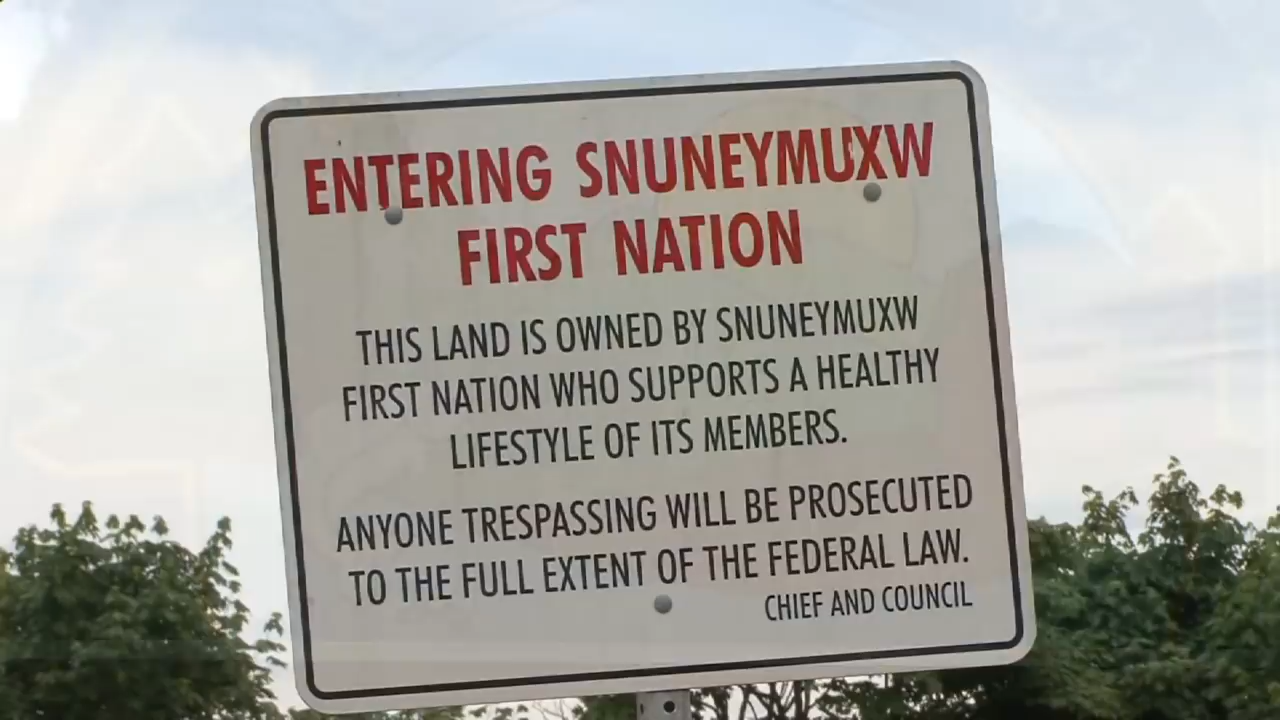 ENTERING SNUNEYMUXW
FIRST NATION
THIS LAND IS OWNED BY SNUNEYMUXW
FIRST NATION WHO SUPPORTS A HEALTHY
LIFESTYLE OF ITS MEMBERS.
ANYONE TRESPASSING WILL BE PROSECUTED
TO THE FULL EXTENT OF THE FEDERAL LAW.
CHIEF AND COUNCIL